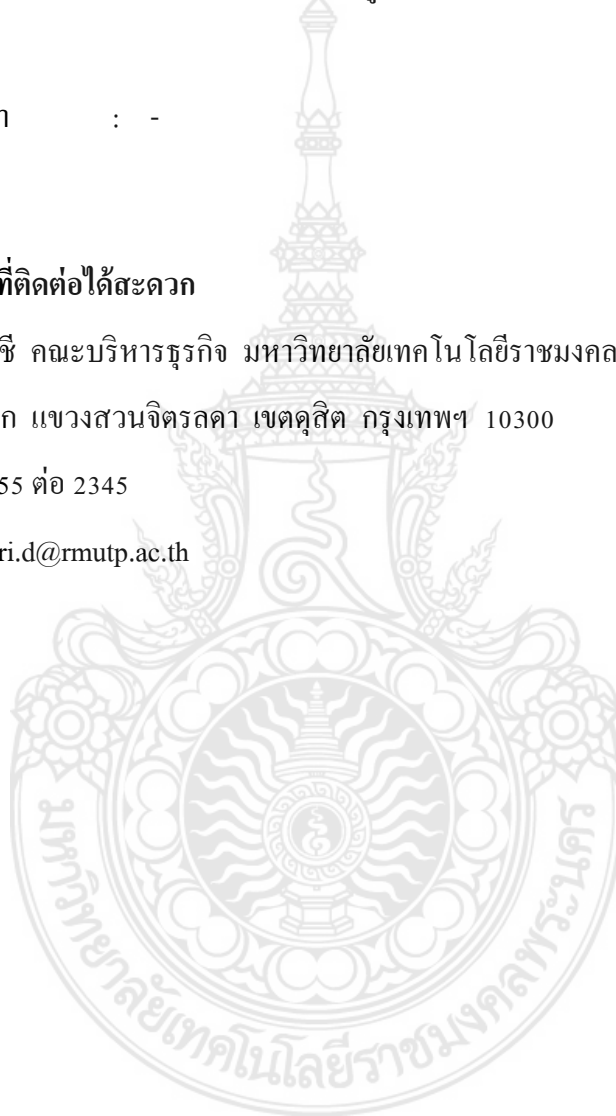 : -
ที่ติดต่อได้สะดวก
คณะบริหารธุรกิจ มหาวิทยาลัยเทคโนโลยีราชมงคล
แขวงสวนจิตรลดา เขตดุสิต กรุงเทพฯ 10300
55 ต่อ 2345
ri.d@rmutp.ac.th
มหาวิทยาลัยเทคโนโลยีราชมงคลพระนคร